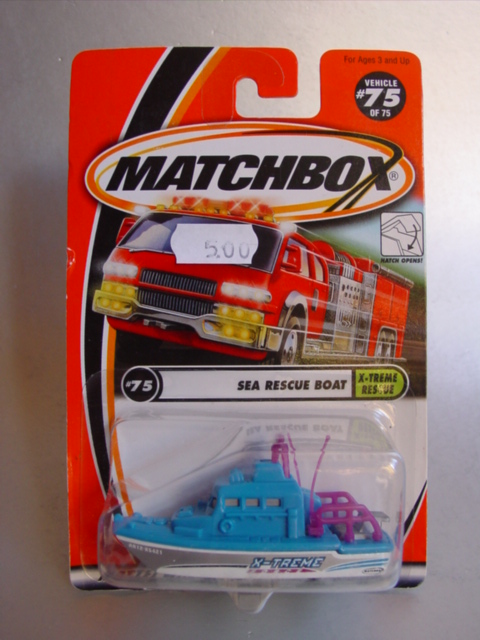 For Ages 3 and Up
VEHICLE
#75
OF 75
MATCHBOX®
HATCH OPENS!
5.00
#75
SEA RESCUE BOAT
X-TREME
RESCUE
X-TREME